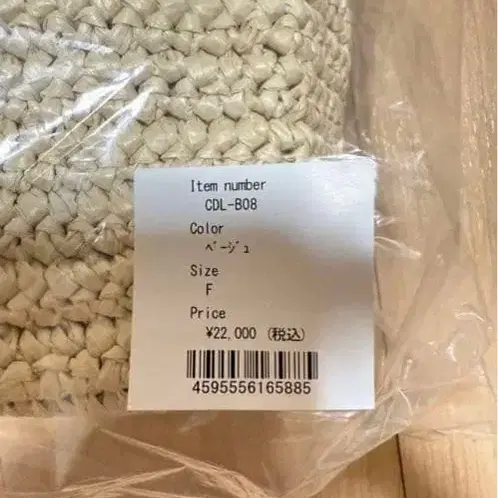 Item number
CDL-B08
Color
ﾍﾞｰｼﾞｭ
Size
F
Price
¥22,000 (税込)
4595556165885